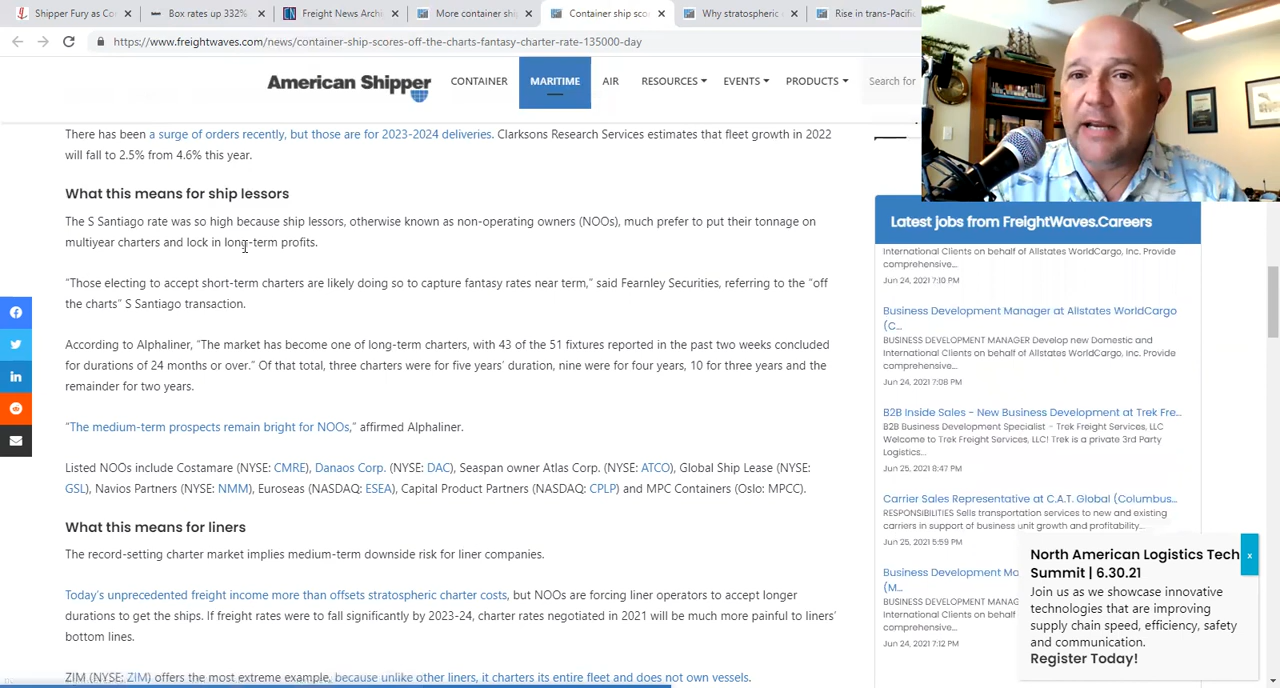 Shipper Fury as Con
Box rates up 332%
Freight News Archi
More container ship
Container ship sco
Why stratospheric
Rise in trans-Pacifi
https://www.freightwaves.com/news/container-ship-scores-off-the-charts-fantasy-charter-rate-135000-day
American Shipper
CONTAINER
MARITIME
AIR
RESOURCES
EVENTS
PRODUCTS
Search for
There has been a surge of orders recently, but those are for 2023-2024 deliveries. Clarksons Research Services estimates that fleet growth in 2022
will fall to 2.5% from 4.6% this year.
What this means for ship lessors
The S Santiago rate was so high because ship lessors, otherwise known as non-operating owners (NOOs), much prefer to put their tonnage on
multiyear charters and lock in long-term profits.
“Those electing to accept short-term charters are likely doing so to capture fantasy rates near term,” said Fearnley Securities, referring to the “off
the charts” S Santiago transaction.
According to Alphaliner, “The market has become one of long-term charters, with 43 of the 51 fixtures reported in the past two weeks concluded
for durations of 24 months or over.” Of that total, three charters were for five years’ duration, nine were for four years, 10 for three years and the
remainder for two years.
“The medium-term prospects remain bright for NOOs,” affirmed Alphaliner.
Listed NOOs include Costamare (NYSE: CMRE), Danaos Corp. (NYSE: DAC), Seaspan owner Atlas Corp. (NYSE: ATCO), Global Ship Lease (NYSE:
GSL), Navios Partners (NYSE: NMM), Euroseas (NASDAQ: ESEA), Capital Product Partners (NASDAQ: CPLP) and MPC Containers (Oslo: MPCC).
What this means for liners
The record-setting charter market implies medium-term downside risk for liner companies.
Today’s unprecedented freight income more than offsets stratospheric charter costs, but NOOs are forcing liner operators to accept longer
durations to get the ships. If freight rates were to fall significantly by 2023-24, charter rates negotiated in 2021 will be much more painful to liners’
bottom lines.
ZIM (NYSE: ZIM) offers the most extreme example, because unlike other liners, it charters its entire fleet and does not own vessels.
Latest jobs from FreightWaves.Careers
International Clients on behalf of Allstates WorldCargo, Inc. Provide
comprehensive...
Jun 24, 2021 7:10 PM
Business Development Manager at Allstates WorldCargo
(C...
BUSINESS DEVELOPMENT MANAGER Develop new Domestic and
International Clients on behalf of Allstates WorldCargo, Inc. Provide
comprehensive...
Jun 24, 2021 7:08 PM
B2B Inside Sales - New Business Development at Trek Fre...
B2B Business Development Specialist - Trek Freight Services, LLC
Welcome to Trek Freight Services, LLC! Trek is a private 3rd Party
Logistics...
Jun 25, 2021 8:47 PM
Carrier Sales Representative at C.A.T. Global (Columbus...
RESPONSIBILITIES Sells transportation services to new and existing
carriers in support of business unit growth and profitability...
Jun 25, 2021 5:59 PM
Business Development Ma
(M...
BUSINESS DEVELOPMENT MANAG
International Clients on behalf
comprehensive...
Jun 24, 2021 7:12 PM
North American Logistics Tech
Summit | 6.30.21
Join us as we showcase innovative
technologies that are improving
supply chain speed, efficiency, safety
and communication.
Register Today!